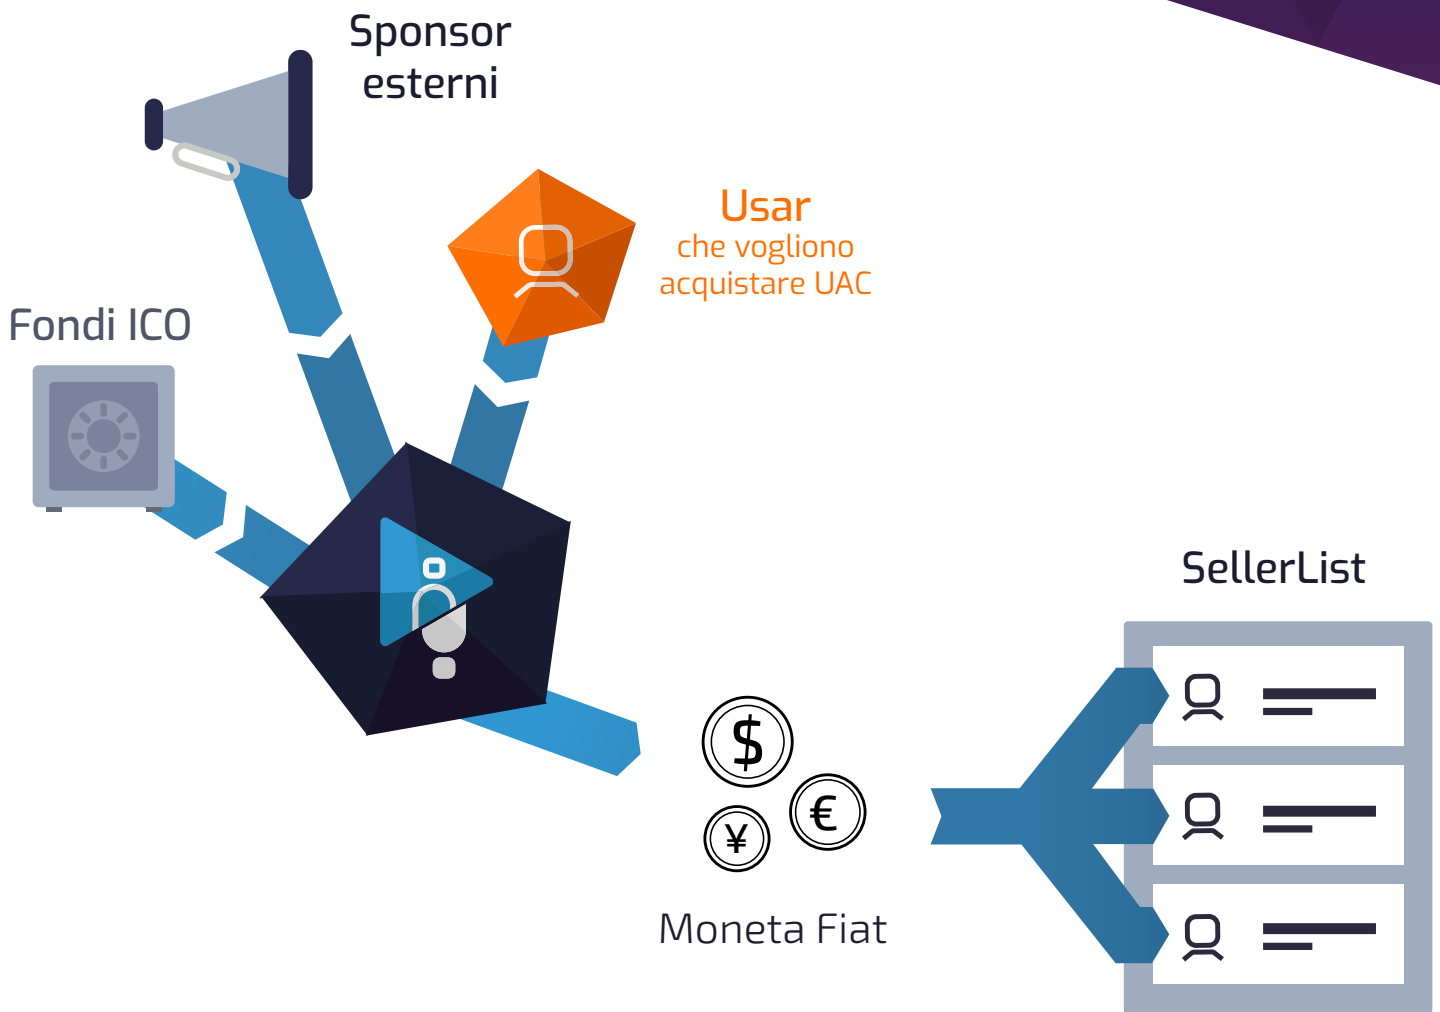 Sponsor
esterni
Usar
che vogliono
acquistare UAC
Fondi ICO
SellerList
$
€
¥
Moneta Fiat